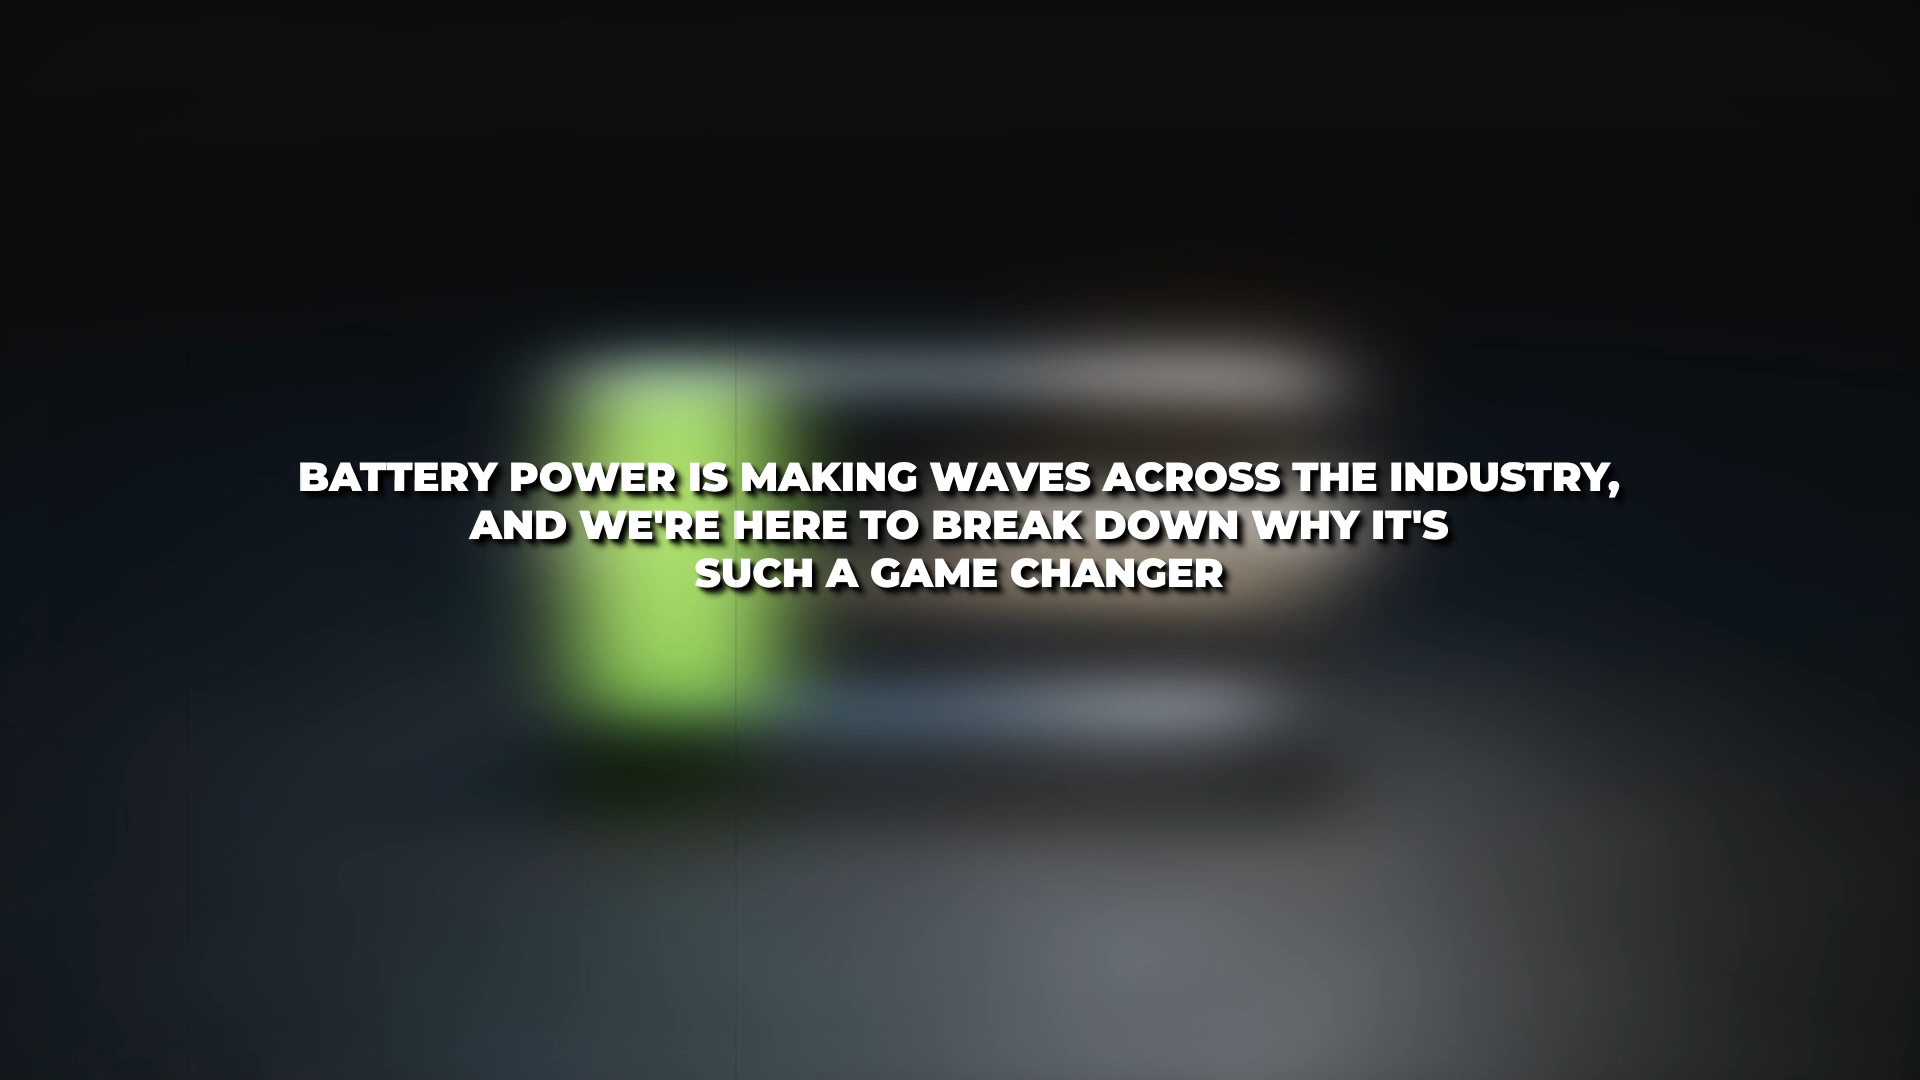 BATTERY POWER IS MAKING WAVES ACROSS THE INDUSTRY,
AND WE'RE HERE TO BREAK DOWN WHY IT'S
SUCH A GAME CHANGER